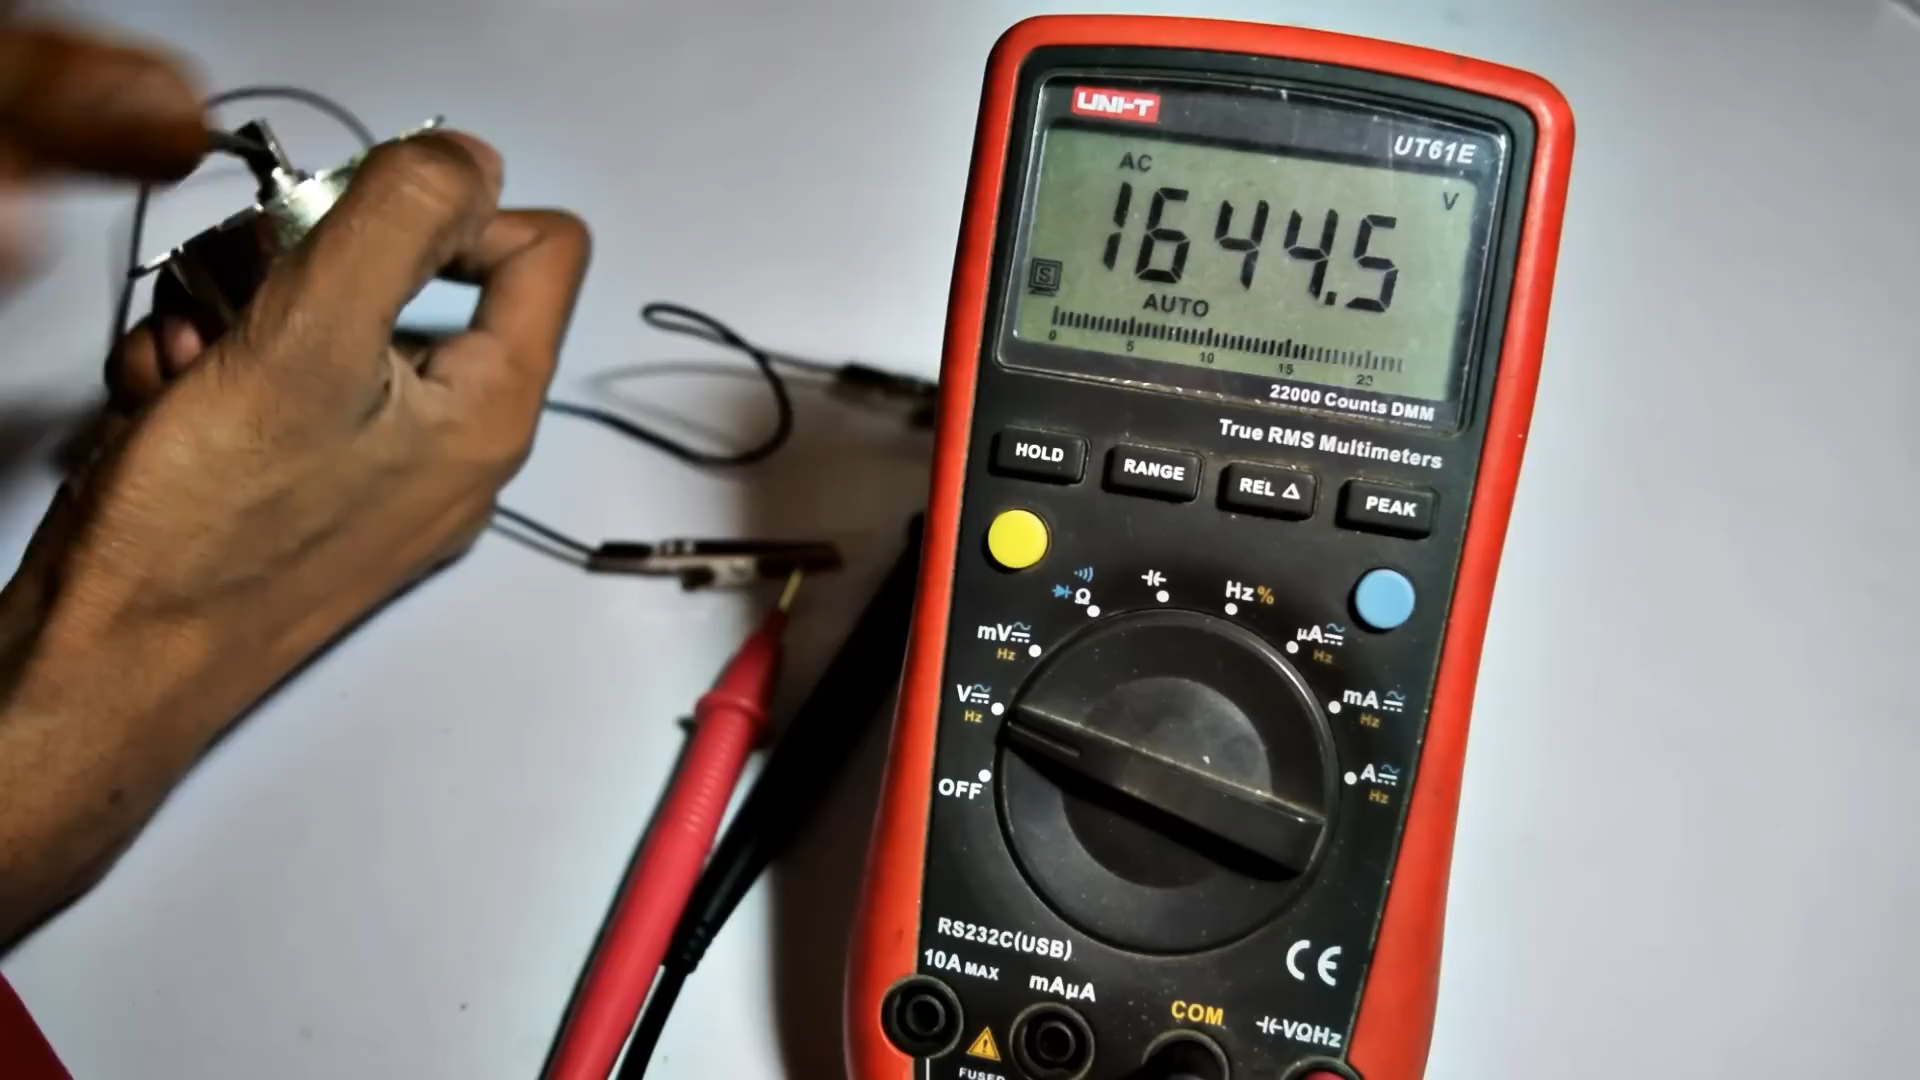 UNI-T
UT61E
AC
V
1644.5
S
AUTO
0 5 10 15 20
22000 Counts DMM
True RMS Multimeters
HOLD
RANGE
REL Δ
PEAK
Hz%
Ω
mV
Hz
µA
Hz
V
Hz
mA
Hz
OFF
A
Hz
RS232C(USB)
CE
10A MAX
mAµA
COM
VΩHz
FUSED